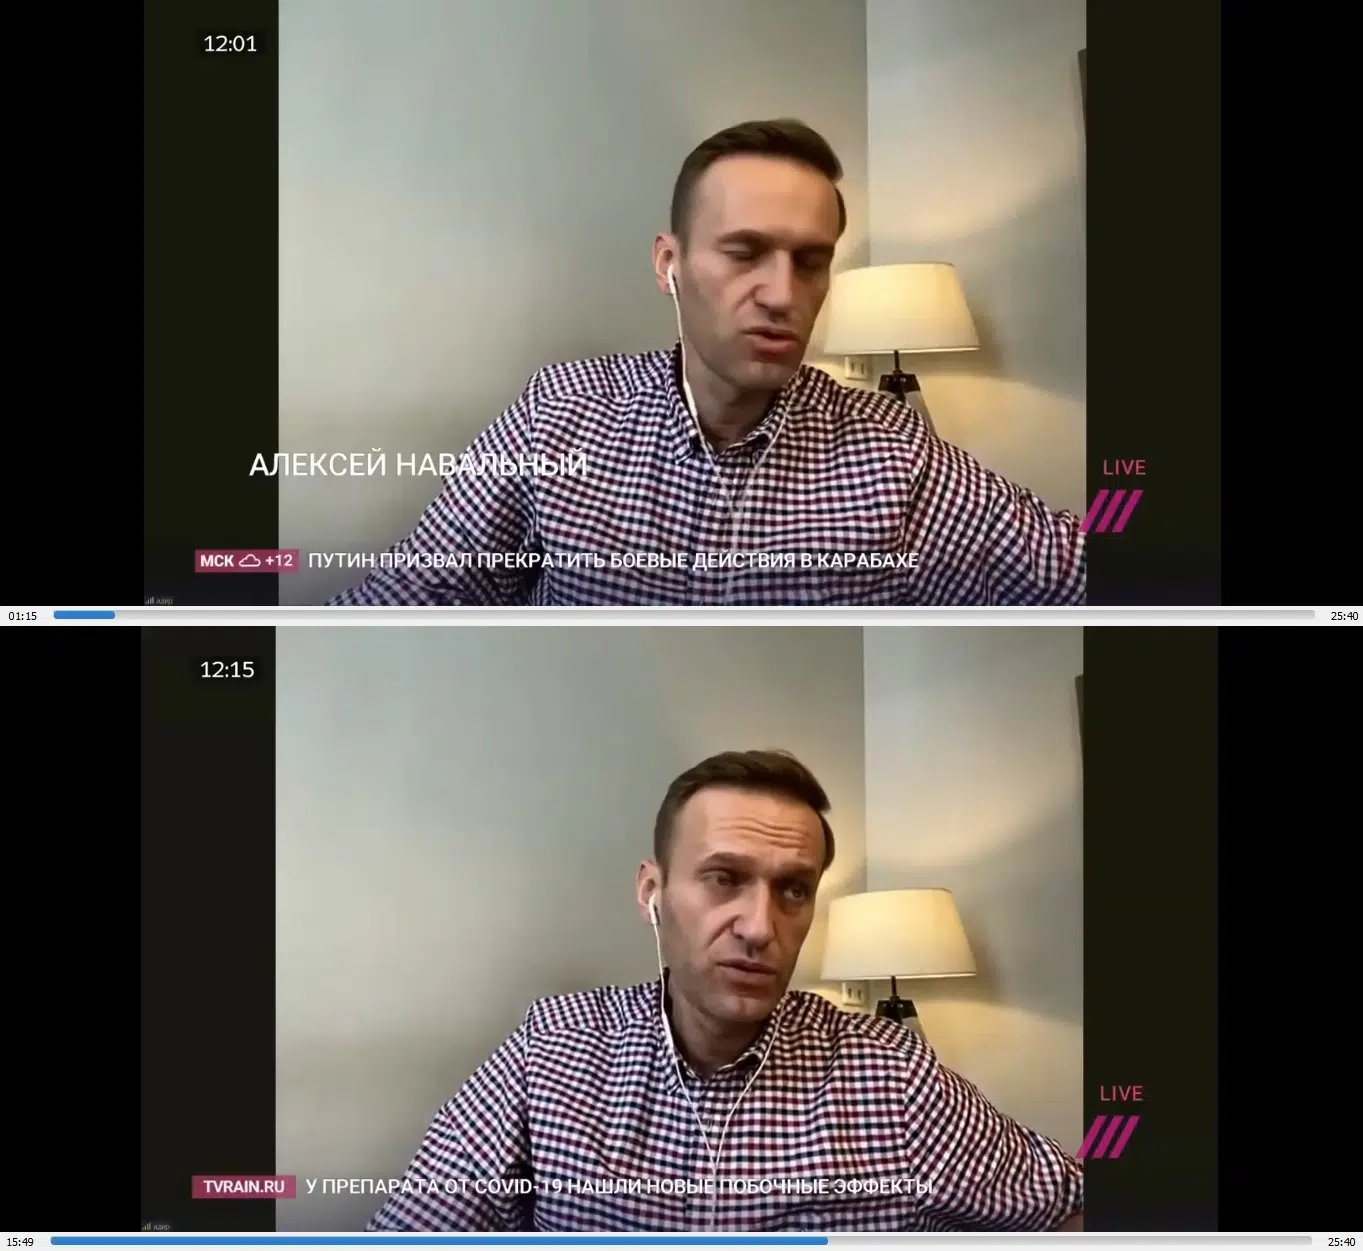 12:01
АЛЕКСЕЙ НАВАЛЬНЫЙ
LIVE
МСК +12 ПУТИН ПРИЗВАЛ ПРЕКРАТИТЬ БОЕВЫЕ ДЕЙСТВИЯ В КАРАБАХЕ
01:15 25:40
12:15
LIVE
TVRAIN.RU У ПРЕПАРАТА ОТ COVID-19 НАШЛИ НОВЫЕ ПОБОЧНЫЕ ЭФФЕКТЫ
15:49 25:40